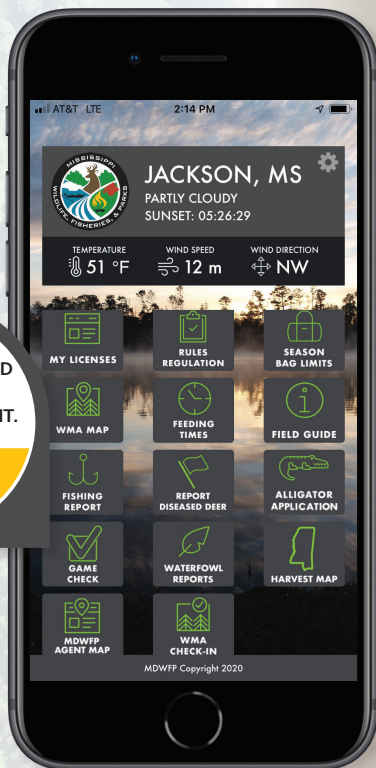 AT&T LTE
2:14 PM
MISSISSIPPI
WILDLIFE, FISHERIES, & PARKS
JACKSON, MS
PARTLY CLOUDY
SUNSET: 05:26:29
TEMPERATURE
51 °F
WIND SPEED
12 m
WIND DIRECTION
NW
MY LICENSES
RULES
REGULATION
SEASON
BAG LIMITS
D
IT.
WMA MAP
FEEDING
TIMES
FIELD GUIDE
FISHING
REPORT
REPORT
DISEASED DEER
ALLIGATOR
APPLICATION
GAME
CHECK
WATERFOWL
REPORTS
HARVEST MAP
MDWFP
AGENT MAP
WMA
CHECK-IN
MDWFP Copyright 2020